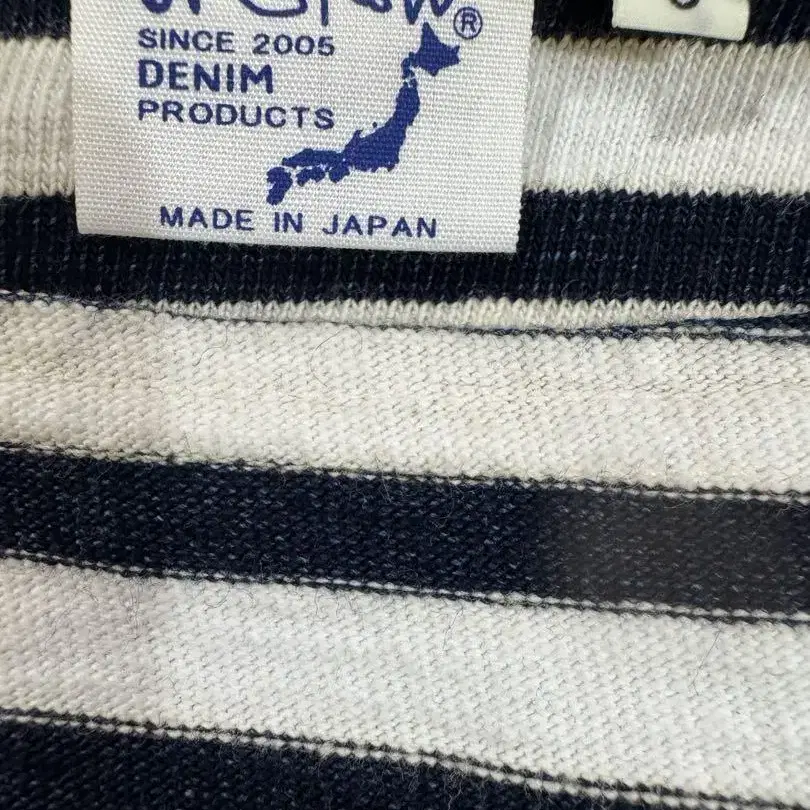 ®
SINCE 2005
DENIM
PRODUCTS
MADE IN JAPAN